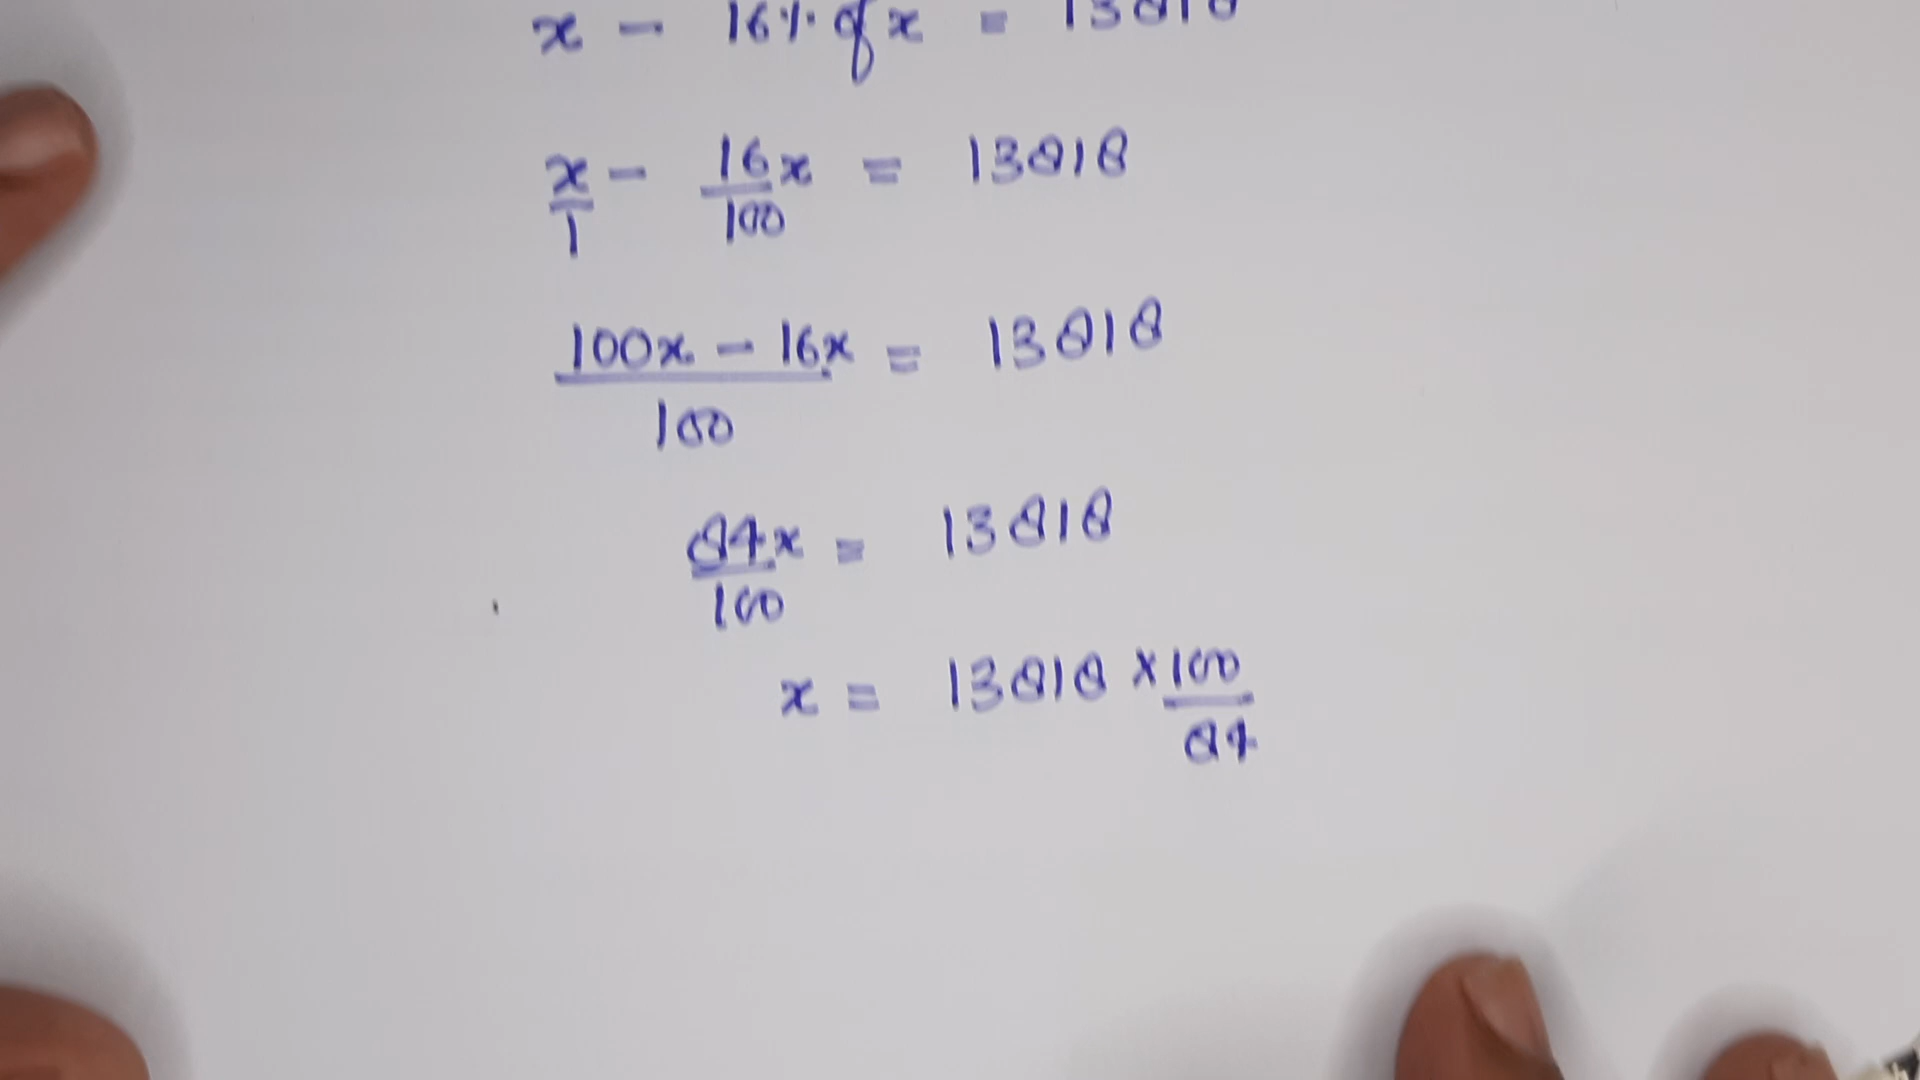 x - 16% of x = 13818
x/1 - 16x/100 = 13818
100x - 16x/100 = 13818
84x/100 = 13818
x = 13818 × 100/84